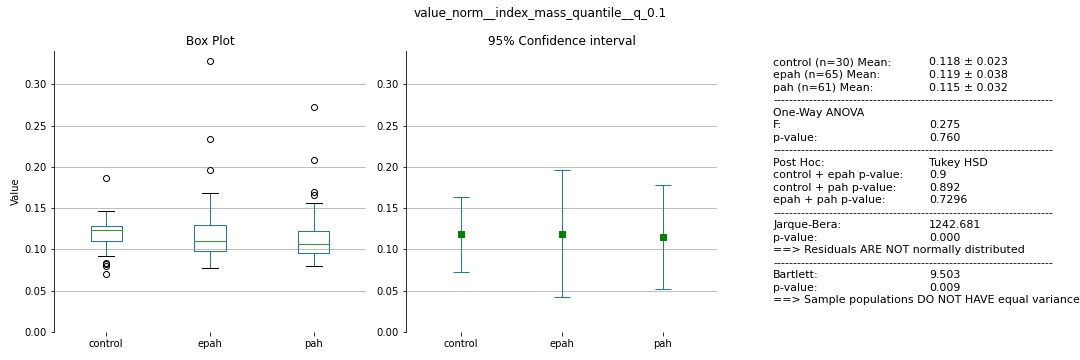 value_norm__index_mass_quantile__q_0.1
Box Plot
Value
0.30
0.25
0.20
0.15
0.10
0.05
0.00
control epah pah
95% Confidence interval
0.30
0.25
0.20
0.15
0.10
0.05
0.00
control epah pah
control (n=30) Mean: 0.118 ± 0.023
epah (n=65) Mean: 0.119 ± 0.038
pah (n=61) Mean: 0.115 ± 0.032
One-Way ANOVA
F: 0.275
p-value: 0.760
Post Hoc: Tukey HSD
control + epah p-value: 0.9
control + pah p-value: 0.892
epah + pah p-value: 0.7296
Jarque-Bera: 1242.681
p-value: 0.000
==> Residuals ARE NOT normally distributed
Bartlett: 9.503
p-value: 0.009
==> Sample populations DO NOT HAVE equal variance